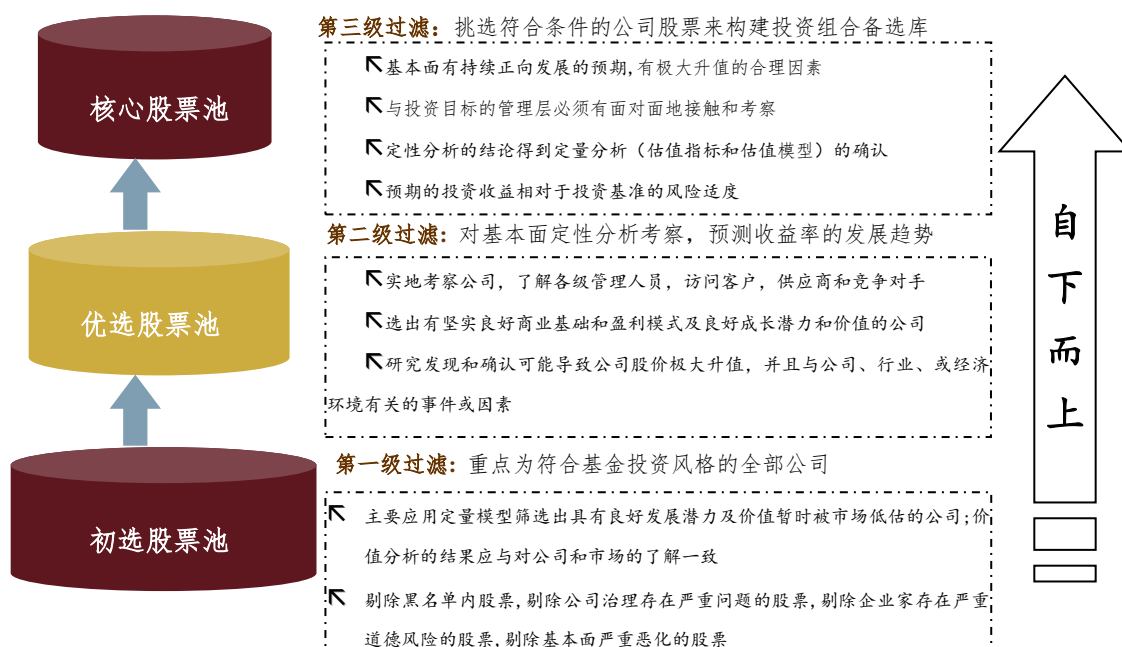 第三级过滤：挑选符合条件的公司股票来构建投资组合备选库
基本面有持续正向发展的预期,有极大升值的合理因素
与投资目标的管理层必须有面对面地接触和考察
定性分析的结论得到定量分析（估值指标和估值模型）的确认
预期的投资收益相对于投资基准的风险适度
核心股票池
第二级过滤：对基本面定性分析考察，预测收益率的发展趋势
实地考察公司，了解各级管理人员，访问客户，供应商和竞争对手
选出有坚实良好商业基础和盈利模式及良好成长潜力和价值的公司
研究发现和确认可能导致公司股价极大升值，并且与公司、行业、或经济
环境有关的事件或因素
优选股票池
第一级过滤：重点为符合基金投资风格的全部公司
主要应用定量模型筛选出具有良好发展潜力及价值暂时被市场低估的公司;价
值分析的结果应与对公司和市场的了解一致
剔除黑名单内股票,剔除公司治理存在严重问题的股票,剔除企业家存在严重
道德风险的股票,剔除基本面严重恶化的股票
初选股票池
自
下
而
上